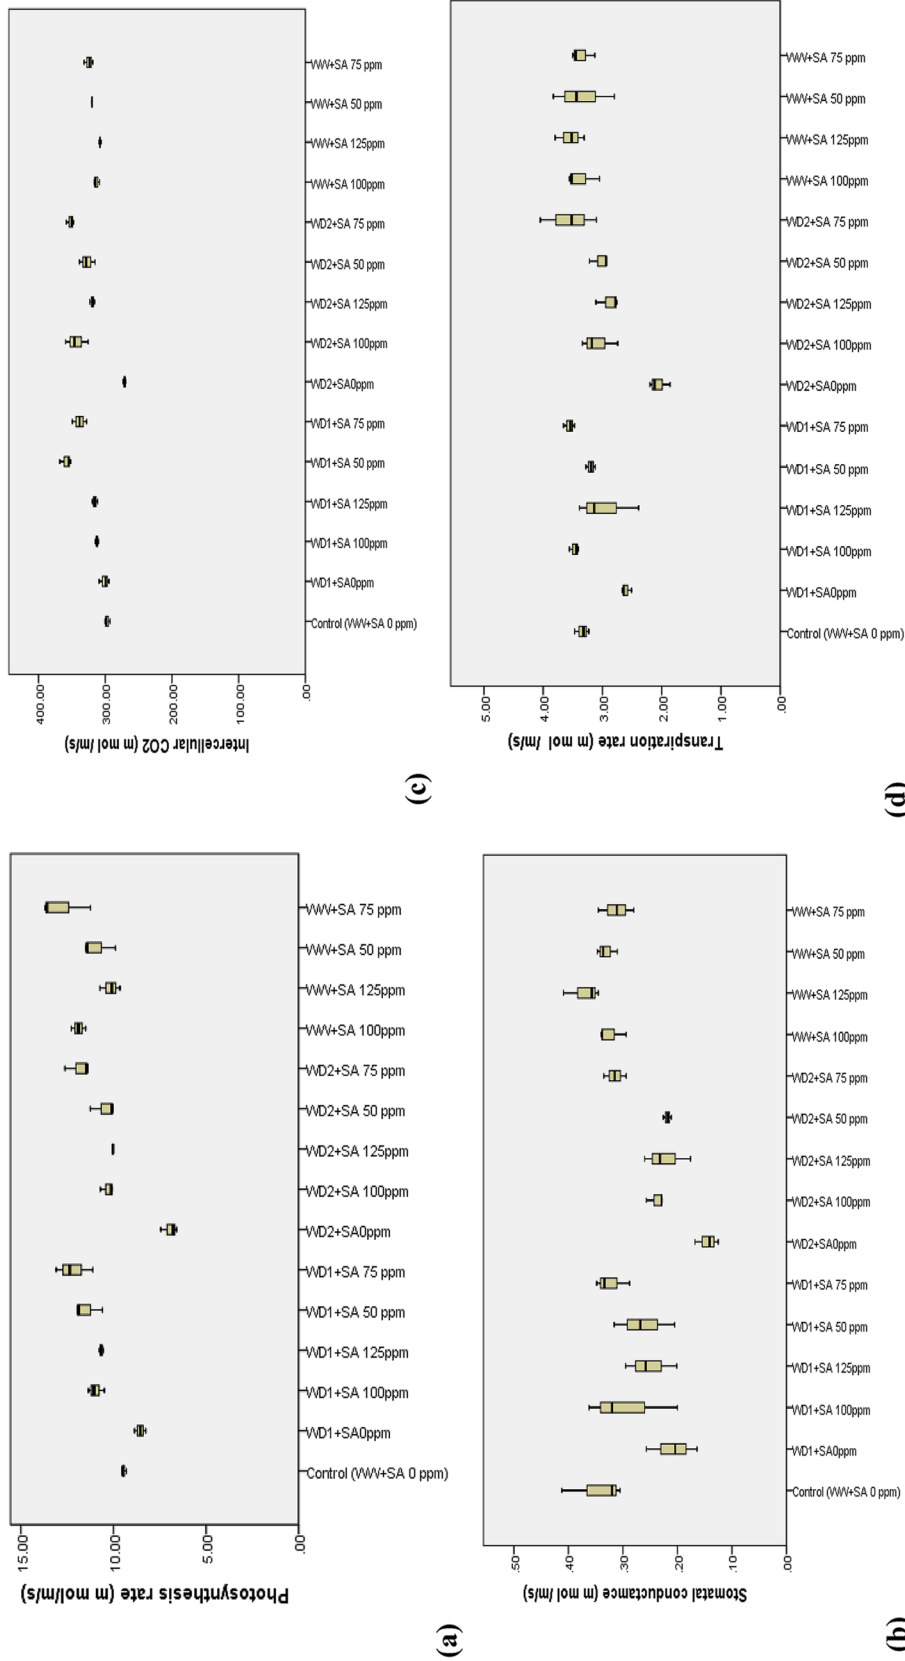 (a)
Photosynthesis rate (m mol/m/s)
15.00
10.00
5.00
.00
WW+SA 75 ppm
WW+SA 50 ppm
WW+SA 125ppm
WW+SA 100ppm
WD2+SA 75 ppm
WD2+SA 50 ppm
WD2+SA 125ppm
WD2+SA 100ppm
WD2+SA0ppm
WD1+SA 75 ppm
WD1+SA 50 ppm
WD1+SA 125ppm
WD1+SA 100ppm
WD1+SA0ppm
Control (WW+SA 0 ppm)
(b)
Stomatal conductamce (m mol /m/s)
.50
.40
.30
.20
.10
.00
WW+SA 75 ppm
WW+SA 50 ppm
WW+SA 125ppm
WW+SA 100ppm
WD2+SA 75 ppm
WD2+SA 50 ppm
WD2+SA 125ppm
WD2+SA 100ppm
WD2+SA0ppm
WD1+SA 75 ppm
WD1+SA 50 ppm
WD1+SA 125ppm
WD1+SA 100ppm
WD1+SA0ppm
Control (WW+SA 0 ppm)
(c)
Intercellular CO2 (m mol /m/s)
400.00
300.00
200.00
100.00
.00
WW+SA 75 ppm
WW+SA 50 ppm
WW+SA 125ppm
WW+SA 100ppm
WD2+SA 75 ppm
WD2+SA 50 ppm
WD2+SA 125ppm
WD2+SA 100ppm
WD2+SA0ppm
WD1+SA 75 ppm
WD1+SA 50 ppm
WD1+SA 125ppm
WD1+SA 100ppm
WD1+SA0ppm
Control (WW+SA 0 ppm)
(d)
Transpiration rate (m mol /m/s)
5.00
4.00
3.00
2.00
1.00
.00
WW+SA 75 ppm
WW+SA 50 ppm
WW+SA 125ppm
WW+SA 100ppm
WD2+SA 75 ppm
WD2+SA 50 ppm
WD2+SA 125ppm
WD2+SA 100ppm
WD2+SA0ppm
WD1+SA 75 ppm
WD1+SA 50 ppm
WD1+SA 125ppm
WD1+SA 100ppm
WD1+SA0ppm
Control (WW+SA 0 ppm)